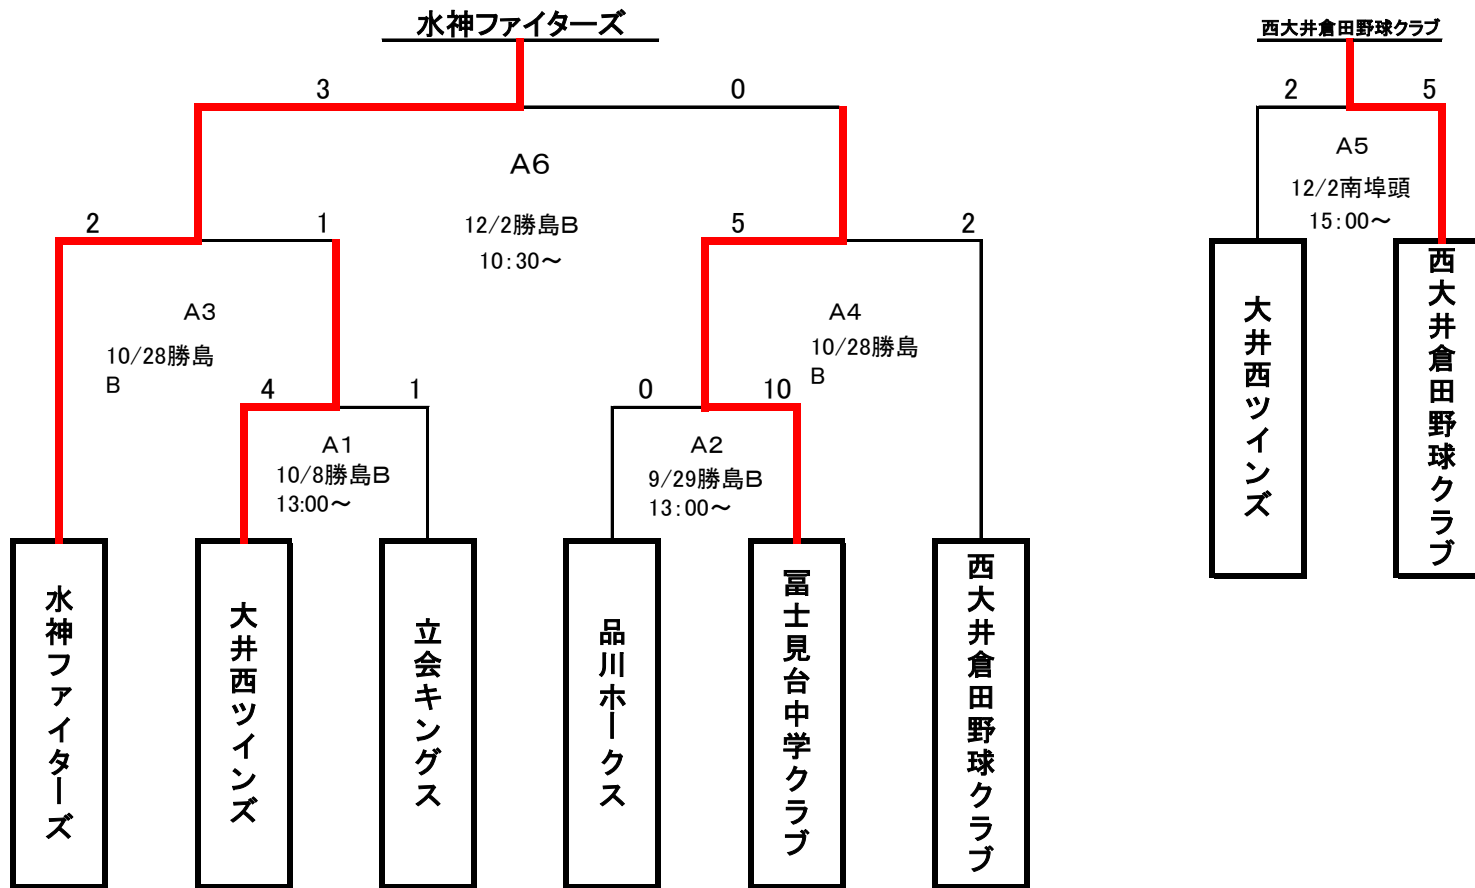 水神ファイターズ
西大井倉田野球クラブ
3
0
2
5
A6
A5
12/2南埠頭
15:00～
2
1
12/2勝島B
10:30～
5
2
A3
10/28勝島
B
A4
10/28勝島
B
4
1
0
10
A1
10/8勝島B
13:00～
A2
9/29勝島B
13:00～
水神ファイターズ
大井西ツインズ
立会キングス
品川ホークス
冨士見台中学クラブ
西大井倉田野球クラブ
大井西ツインズ
西大井倉田野球クラブ